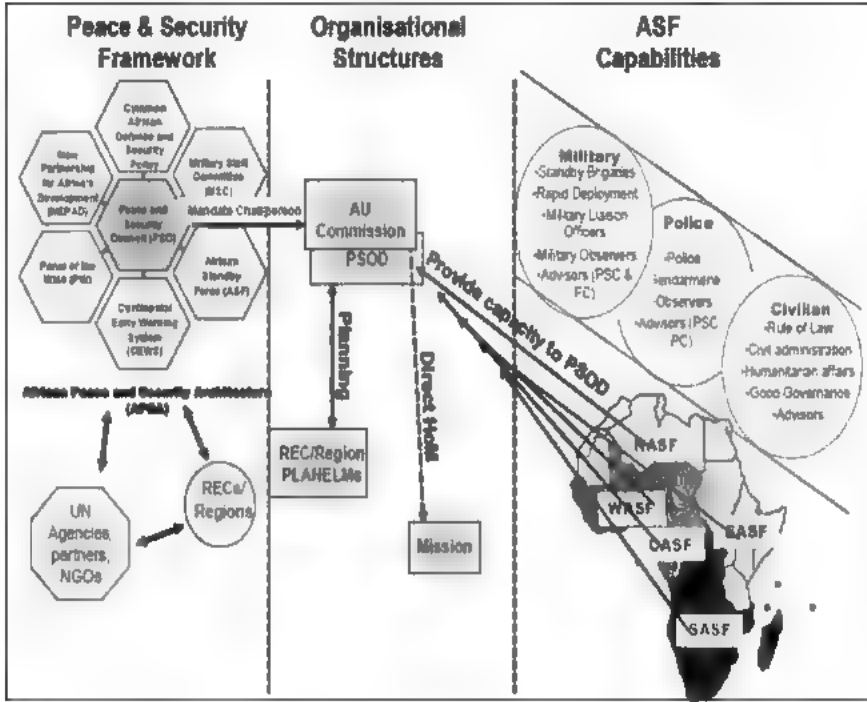 Peace & Security
Framework
Organisational
Structures
ASF
Capabilities
Common
African
Defence and
Security
Policy
New
Partnership
for Africa's
Development
(NEPAD)
Military Staff
Committee
(MSC)
Peace and
Security
Council (PSC)
Panel of the
Wise (PW)
African
Standby
Force (ASF)
Continental
Early Warning
System
(CEWS)
African Peace and Security Architecture
(APSA)
UN
Agencies,
partners,
NGOs
RECs/
Regions
Mandate Chairperson
AU
Commission
PSOD
Planning
Direct HoM
REC/Region
PLANELMs
Mission
Provide capacity to PSOD
Military
•Standby Brigades
•Rapid Deployment
•Military Liaison
Officers
•Military Observers
•Advisors (PSC &
FC)
Police
•Police
Gendarmerie
Observers
•Advisors (PSC
PC)
Civilian
•Rule of Law
•Civil administration
•Humanitarian affairs
•Good Governance
•Advisors
NASF
WASF
EASF
CASF
SASF